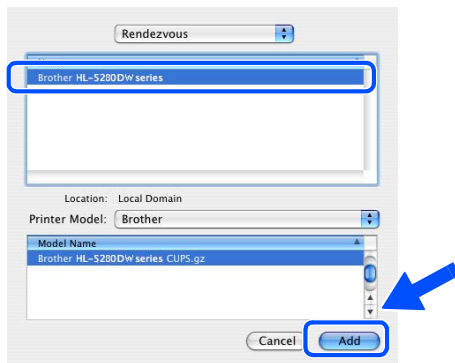 Rendezvous
Brother HL-5280DW series
Location: Local Domain
Printer Model: Brother
Model Name
Brother HL-5280DW series CUPS.gz
Cancel Add